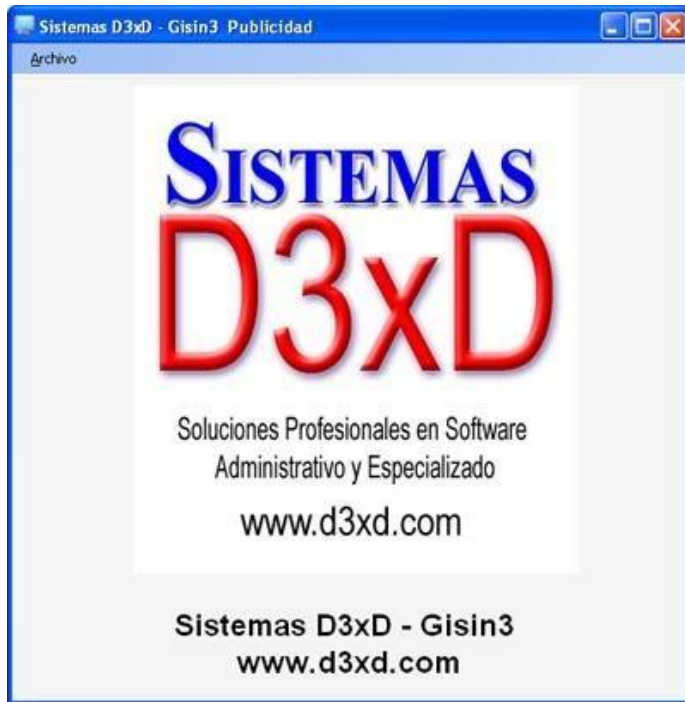 Sistemas D3xD - Gisin3 Publicidad
Archivo
SISTEMAS
D3xD
Soluciones Profesionales en Software
Administrativo y Especializado
www.d3xd.com
Sistemas D3xD - Gisin3
www.d3xd.com